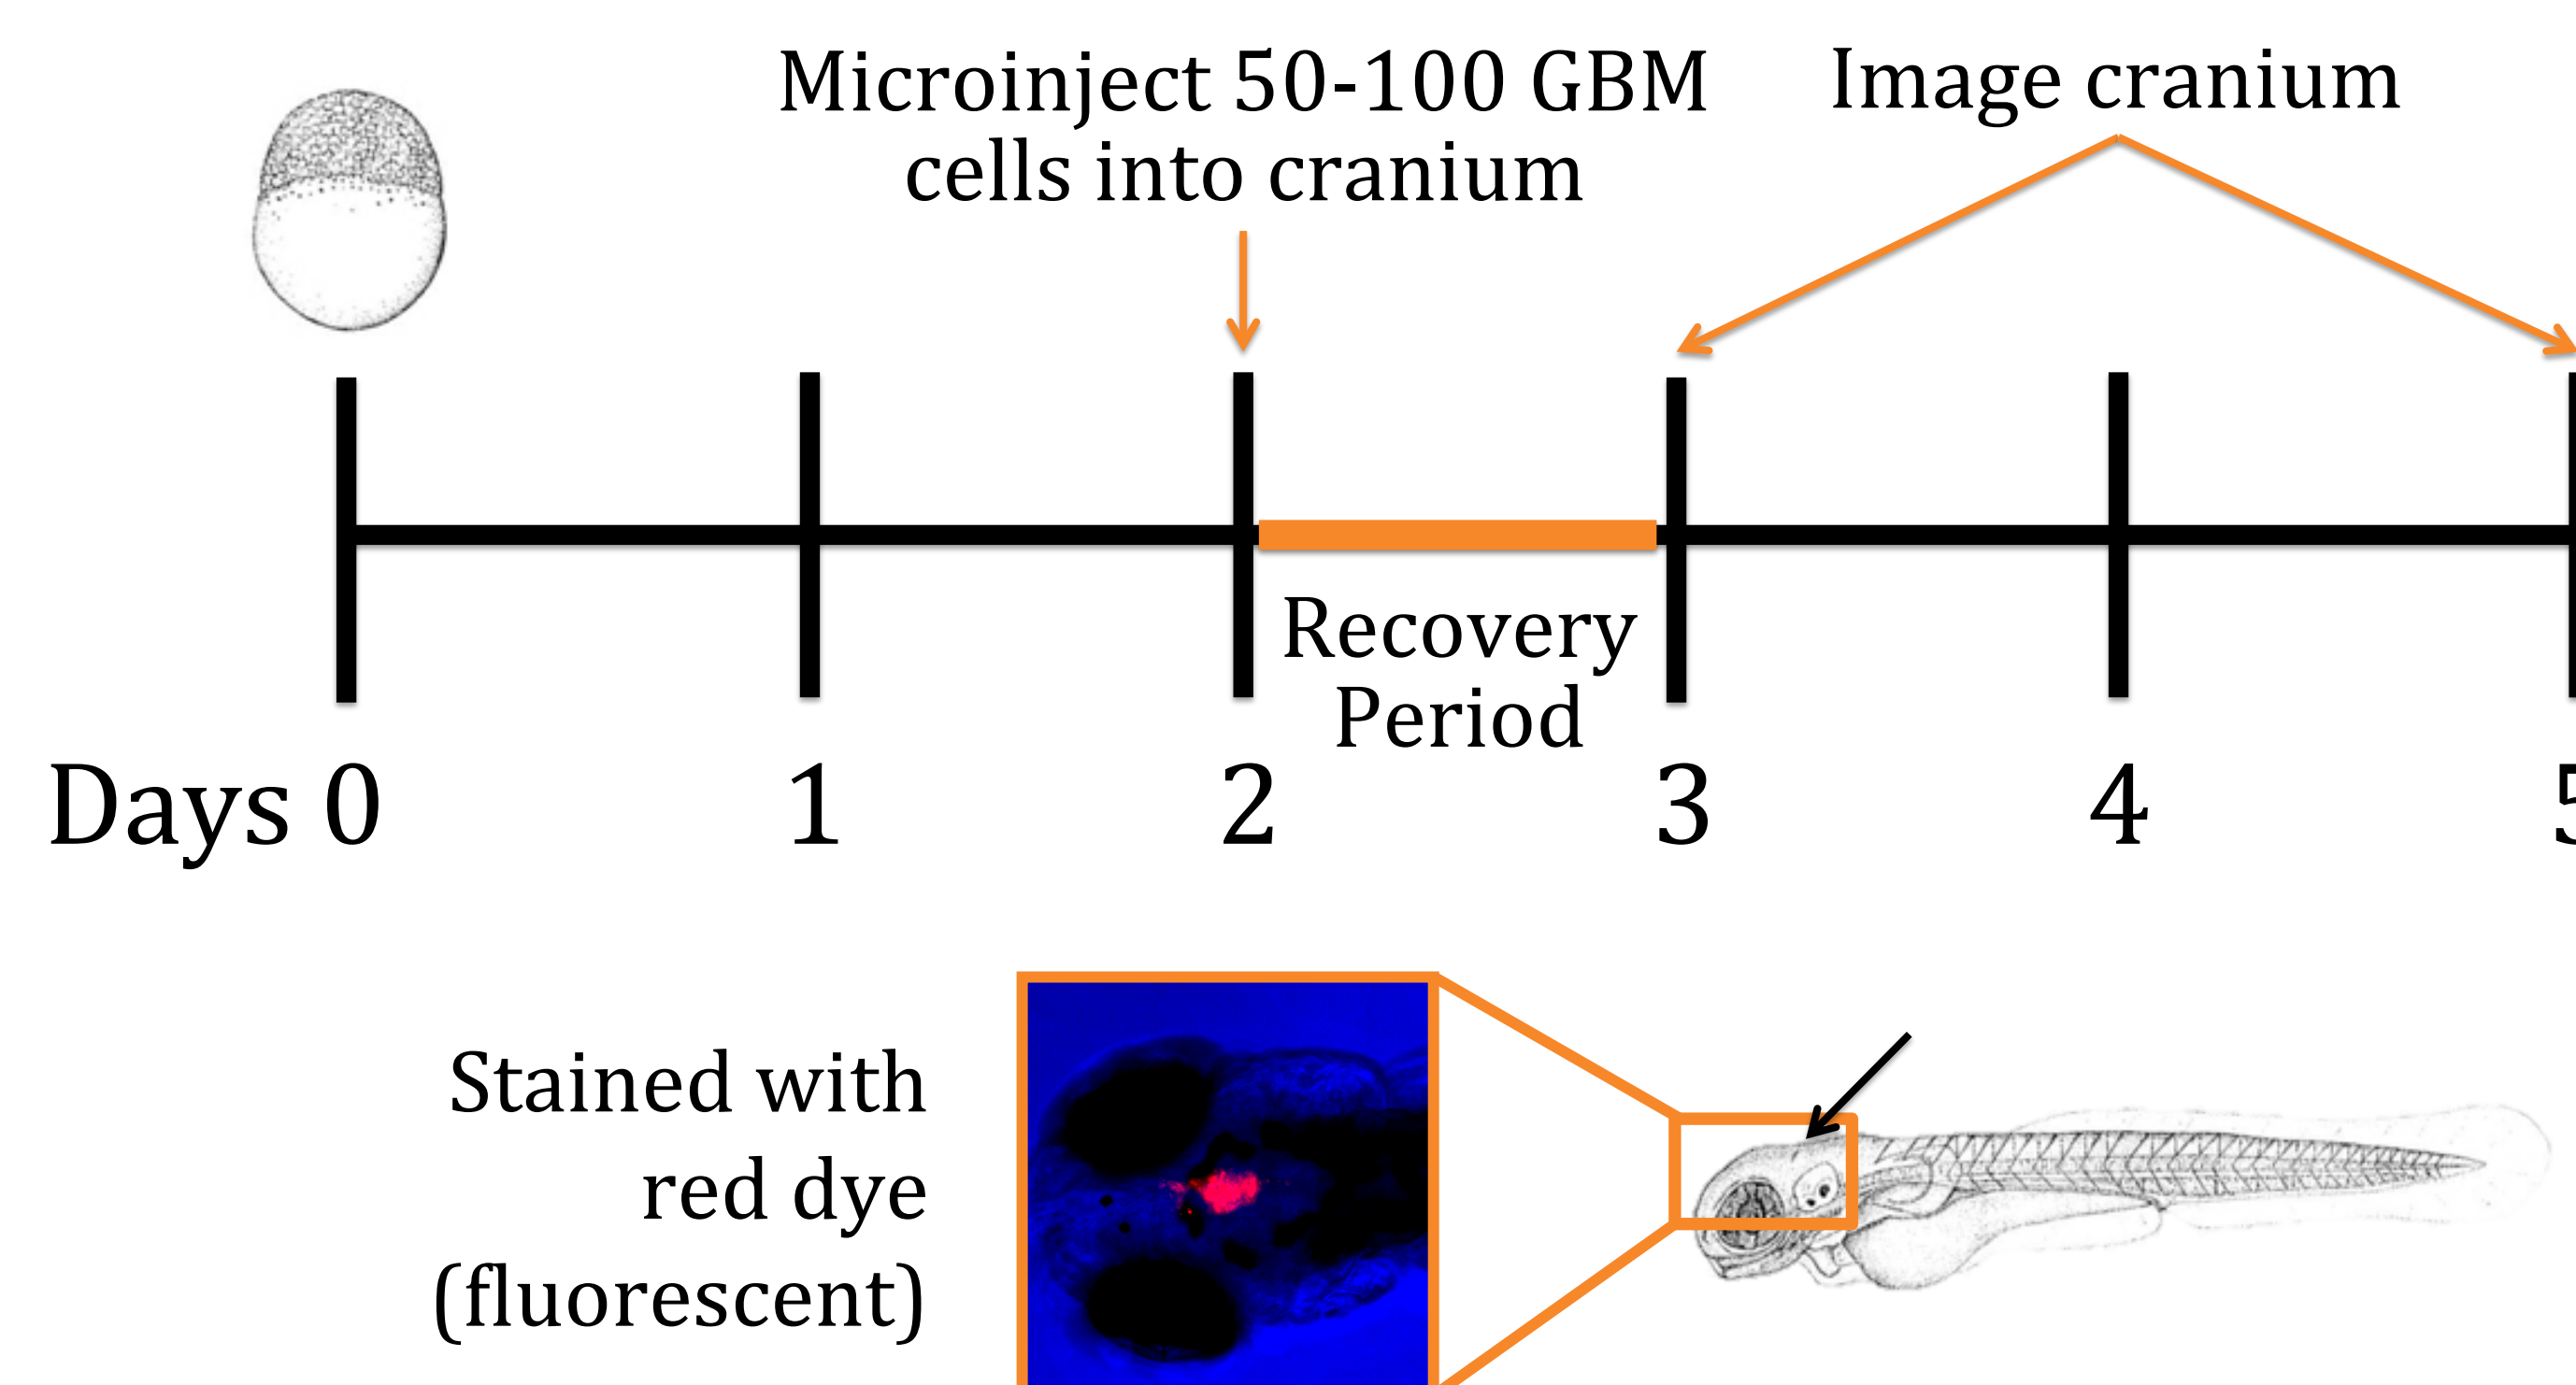 Microinject 50-100 GBM
cells into cranium
Image cranium
Recovery
Period
Days 0 1 2 3 4 5
Stained with
red dye
(fluorescent)